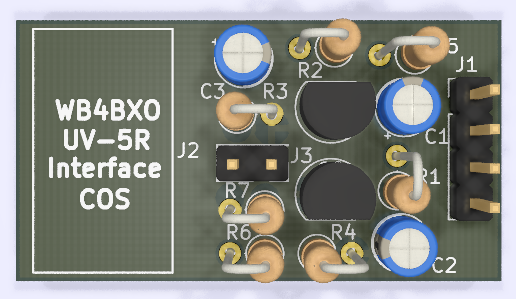 WB4BXO
UV-5R
Interface
COS
R2
5
J1
C3
R3
C1
J2
J3
R1
R7
R6
R4
C2